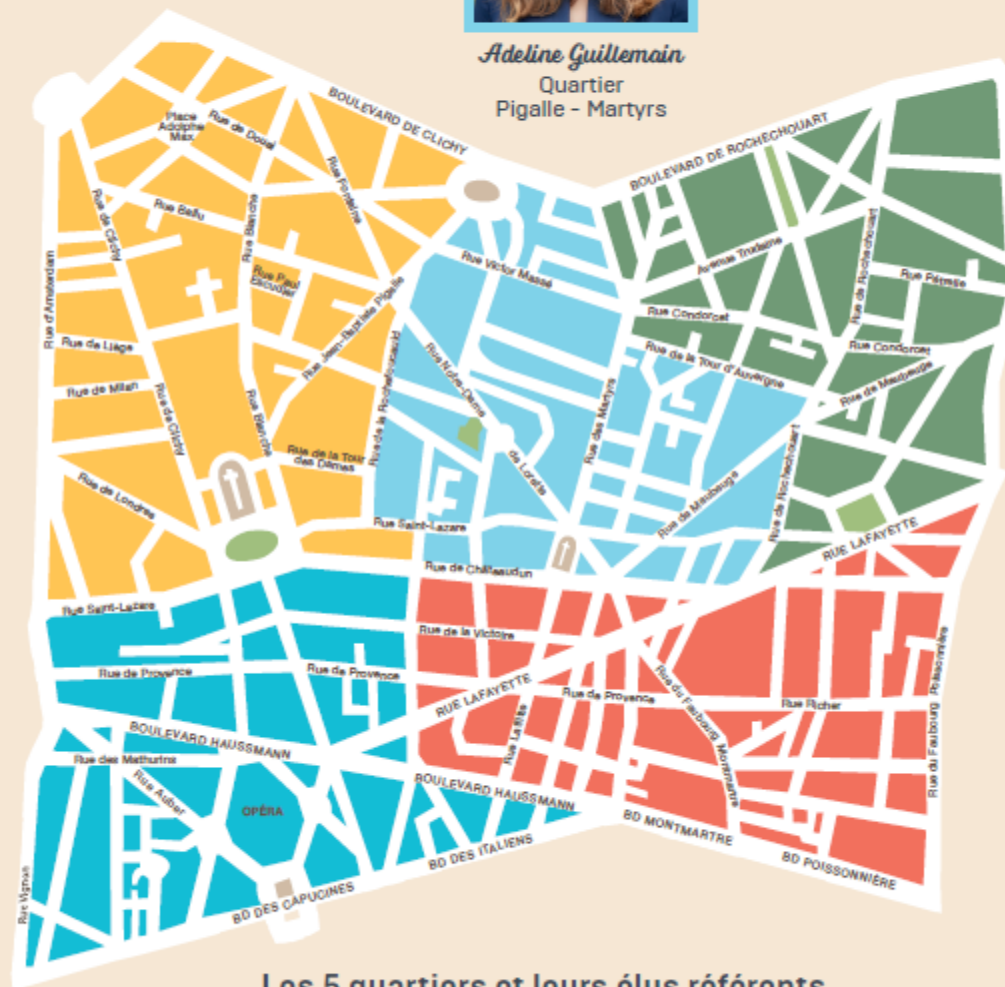 Adeline Guillemain
Quartier
Pigalle - Martyrs
BOULEVARD DE CLICHY
BOULEVARD DE ROCHECHOUART
Place
Adolphe
Max
Rue de Douai
Rue Fontaine
Rue Ballu
Rue Blanche
Rue de Clichy
Rue Paul
Escudier
Rue Victor Massé
Avenue Trudaine
Rue de Rochechouart
Rue Pétrelle
Rue d'Amsterdam
Rue Jean-Baptiste Pigalle
Rue Condorcet
Rue Condorcet
Rue de Liège
Rue de la Rochefoucauld
Rue Notre-Dame
de Lorette
Rue de la Tour d'Auvergne
Rue de Maubeuge
Rue de Milan
Rue de Clichy
Rue Blanche
Rue des Martyrs
Rue de la Tour
des Dames
Rue de Rochechouart
Rue de Maubeuge
Rue de Londres
Rue Saint-Lazare
RUE LAFAYETTE
Rue de Châteaudun
Rue Saint-Lazare
Rue de la Victoire
Rue du Faubourg Poissonnière
Rue de Provence
Rue de Provence
RUE LAFAYETTE
Rue de Provence
Rue du Faubourg Montmartre
Rue Richer
Rue Laffitte
BOULEVARD HAUSSMANN
Rue des Mathurins
Rue Auber
BOULEVARD HAUSSMANN
OPÉRA
BD MONTMARTRE
BD DES ITALIENS
BD POISSONNIÈRE
Rue Vignon
BD DES CAPUCINES
Les 5 quartiers et leurs élus référents